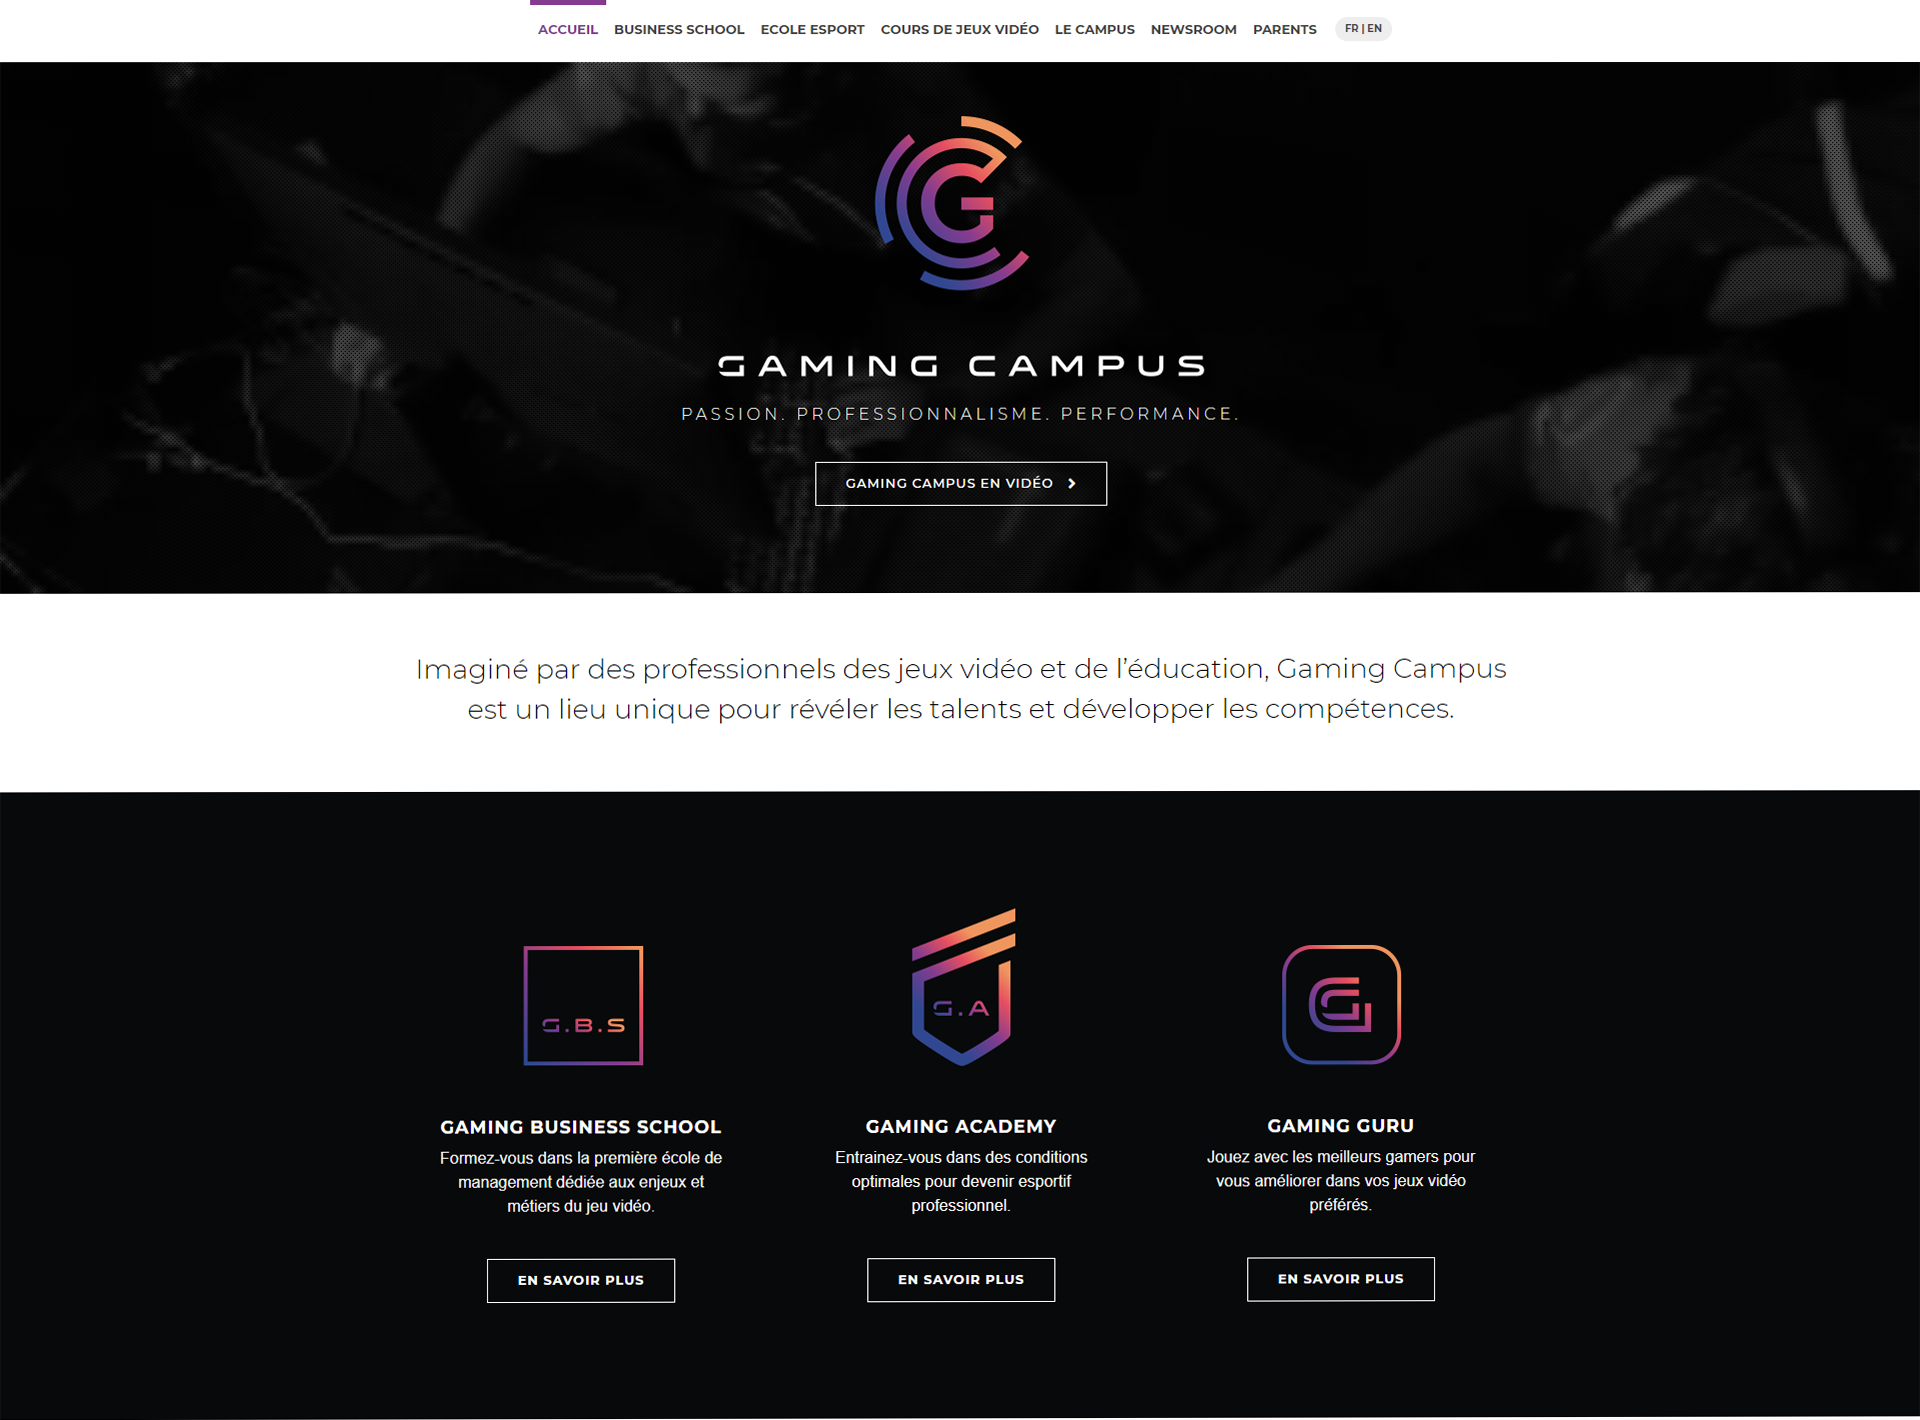 ACCUEIL BUSINESS SCHOOL ECOLE ESPORT COURS DE JEUX VIDÉO LE CAMPUS NEWSROOM PARENTS FR | EN
GAMING CAMPUS
PASSION. PROFESSIONNALISME. PERFORMANCE.
GAMING CAMPUS EN VIDÉO
Imaginé par des professionnels des jeux vidéo et de l’éducation, Gaming Campus
est un lieu unique pour révéler les talents et développer les compétences.
G.B.S
GAMING BUSINESS SCHOOL
Formez-vous dans la première école de
management dédiée aux enjeux et
métiers du jeu vidéo.
EN SAVOIR PLUS
G.A
GAMING ACADEMY
Entrainez-vous dans des conditions
optimales pour devenir esportif
professionnel.
EN SAVOIR PLUS
G
GAMING GURU
Jouez avec les meilleurs gamers pour
vous améliorer dans vos jeux vidéo
préférés.
EN SAVOIR PLUS